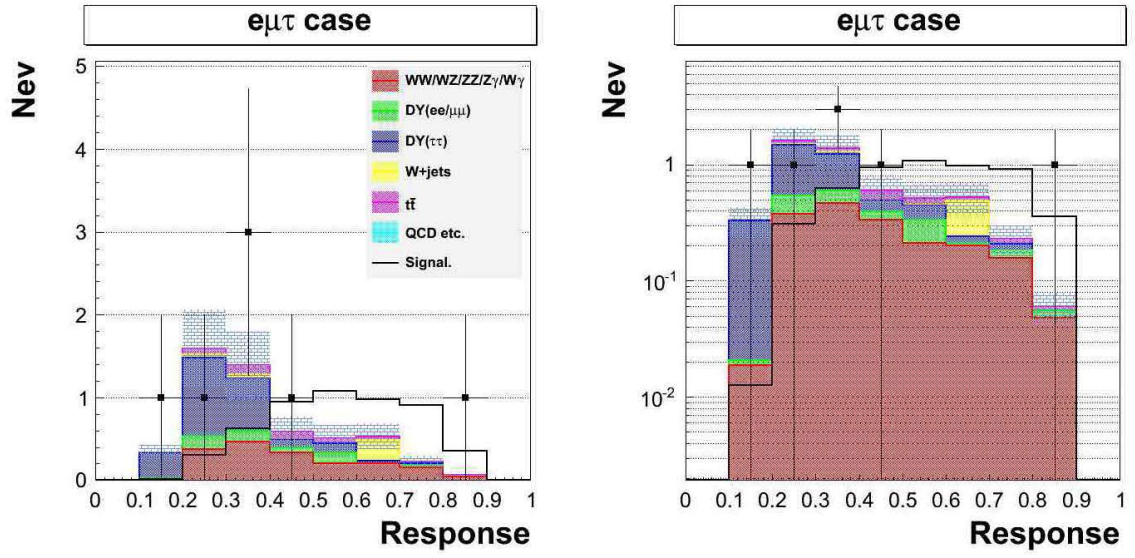 eμτ case
Nev
5
4
3
2
1
0
WW/WZ/ZZ/Zγ/Wγ
DY(ee/μμ)
DY(ττ)
W+jets
tt̄
QCD etc.
Signal.
0 0.1 0.2 0.3 0.4 0.5 0.6 0.7 0.8 0.9 1
Response
eμτ case
Nev
1
10⁻¹
10⁻²
0 0.1 0.2 0.3 0.4 0.5 0.6 0.7 0.8 0.9 1
Response